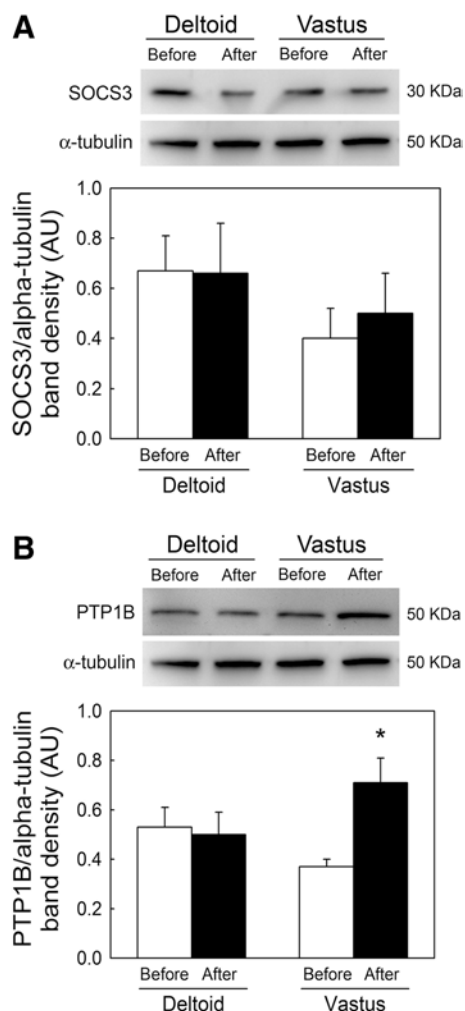 A
Deltoid Vastus
Before After Before After
SOCS3 30 KDa
α-tubulin 50 KDa
SOCS3/alpha-tubulin
band density (AU)
1.0
0.8
0.6
0.4
0.2
0.0
Before After Before After
Deltoid Vastus
B
Deltoid Vastus
Before After Before After
PTP1B 50 KDa
α-tubulin 50 KDa
PTP1B/alpha-tubulin
band density (AU)
1.0
0.8
0.6
0.4
0.2
0.0
*
Before After Before After
Deltoid Vastus